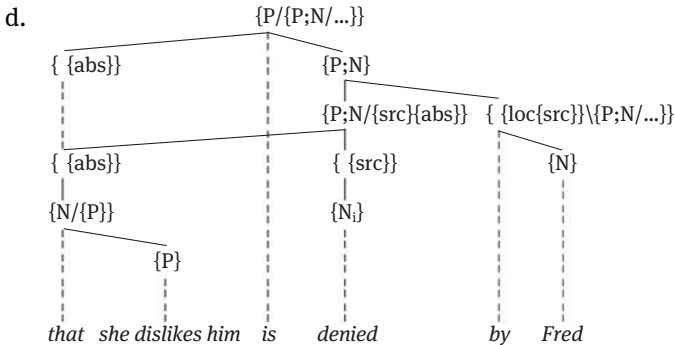 d. {P/{P;N/...}}
{ {abs}} {P;N}
{P;N/{src}{abs}} { {loc{src}}\{P;N/...}}
{ {abs}} { {src}} {N}
{N/{P}} {Nᵢ}
{P}
that she dislikes him is denied by Fred